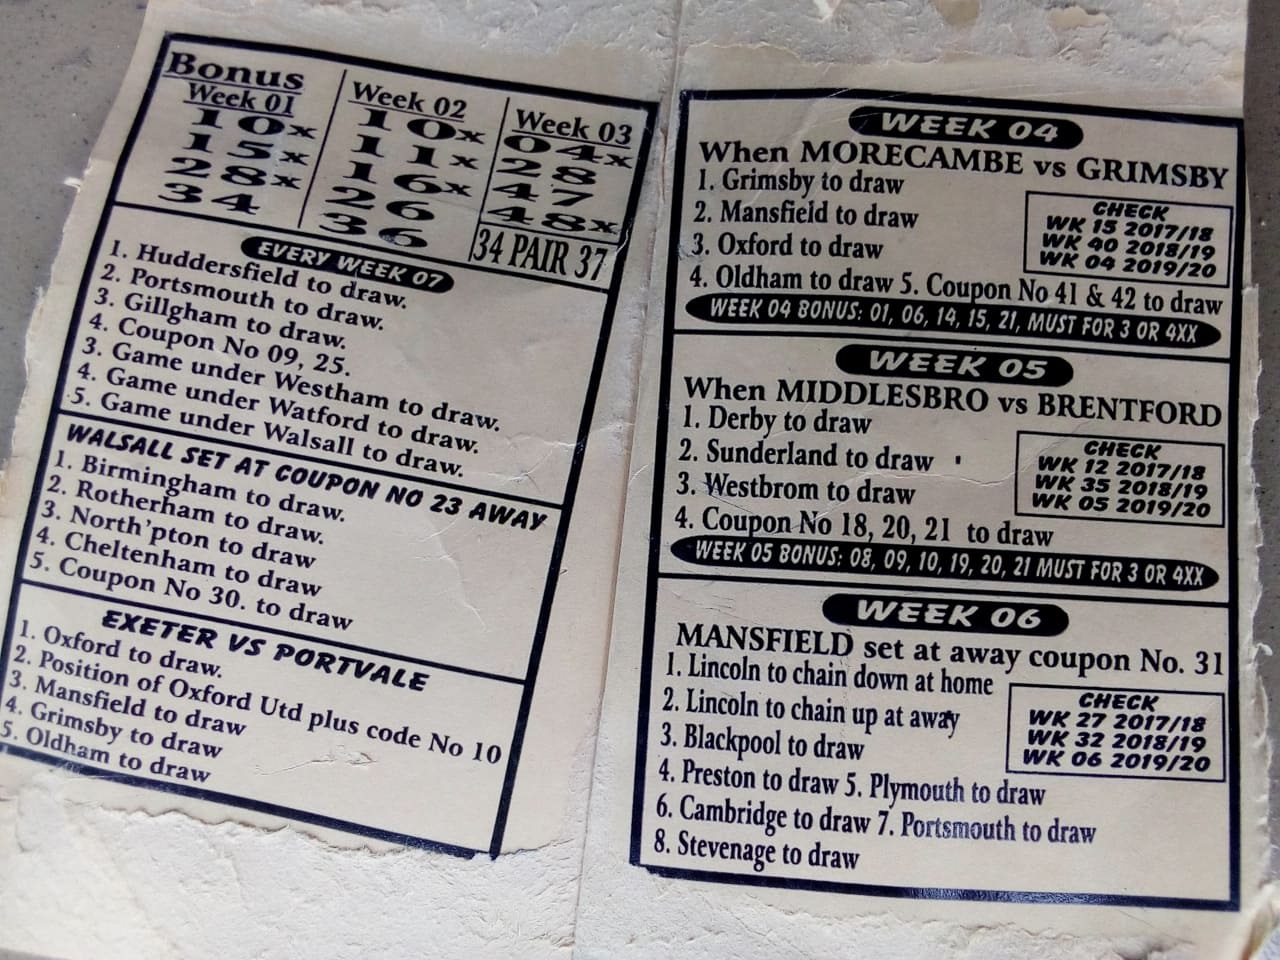 Bonus
Week 01
10x
15x
28x
34
Week 02
10x
11x
16x
26
36
Week 03
04x
28
47
48x
34 PAIR 37
EVERY WEEK 07
1. Huddersfield to draw.
2. Portsmouth to draw.
3. Gillgham to draw.
4. Coupon No 09, 25.
3. Game under Westham to draw.
4. Game under Watford to draw.
5. Game under Walsall to draw.
WALSALL SET AT COUPON NO 23 AWAY
1. Birmingham to draw.
2. Rotherham to draw.
3. North'pton to draw
4. Cheltenham to draw
5. Coupon No 30. to draw
EXETER VS PORTVALE
1. Oxford to draw.
2. Position of Oxford Utd plus code No 10
3. Mansfield to draw
4. Grimsby to draw
5. Oldham to draw
WEEK 04
When MORECAMBE vs GRIMSBY
1. Grimsby to draw
2. Mansfield to draw
3. Oxford to draw
4. Oldham to draw 5. Coupon No 41 & 42 to draw
CHECK
WK 15 2017/18
WK 40 2018/19
WK 04 2019/20
WEEK 04 BONUS: 01, 06, 14, 15, 21, MUST FOR 3 OR 4XX
WEEK 05
When MIDDLESBRO vs BRENTFORD
1. Derby to draw
2. Sunderland to draw
3. Westbrom to draw
4. Coupon No 18, 20, 21 to draw
CHECK
WK 12 2017/18
WK 35 2018/19
WK 05 2019/20
WEEK 05 BONUS: 08, 09, 10, 19, 20, 21 MUST FOR 3 OR 4XX
WEEK 06
MANSFIELD set at away coupon No. 31
1. Lincoln to chain down at home
2. Lincoln to chain up at away
3. Blackpool to draw
4. Preston to draw 5. Plymouth to draw
6. Cambridge to draw 7. Portsmouth to draw
8. Stevenage to draw
CHECK
WK 27 2017/18
WK 32 2018/19
WK 06 2019/20